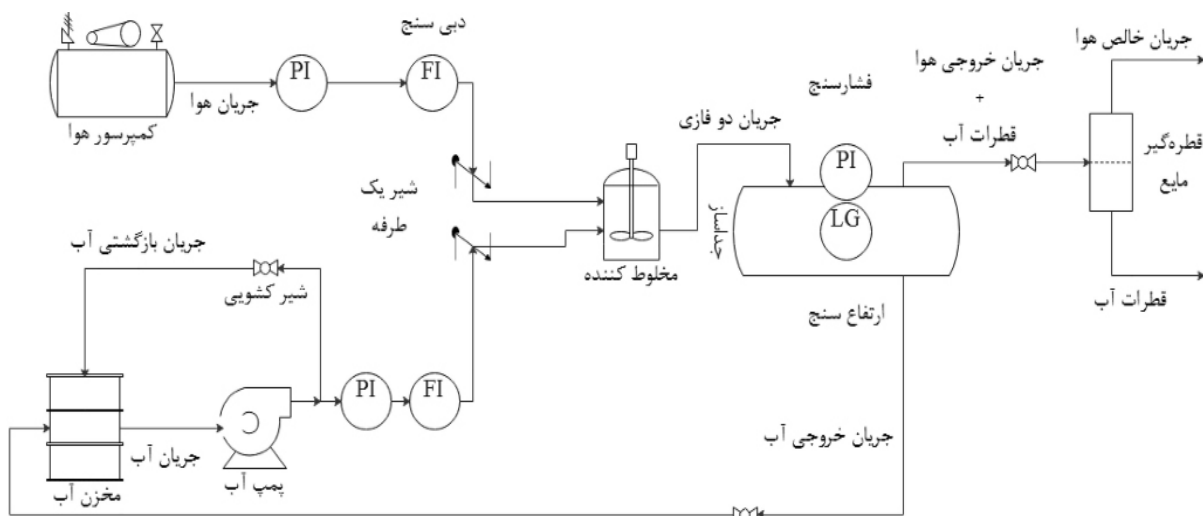 دبی سنج
PI
FI
جریان هوا
کمپرسور هوا
شیر یک
طرفه
جریان بازگشتی آب
شیر کشویی
PI
FI
جریان آب
مخزن آب
پمپ آب
مخلوط کننده
جریان دو فازی
جداساز
فشارسنج
PI
LG
ارتفاع سنج
جریان خروجی هوا
+
قطرات آب
جریان خالص هوا
قطره‌گیر
مایع
قطرات آب
جریان خروجی آب